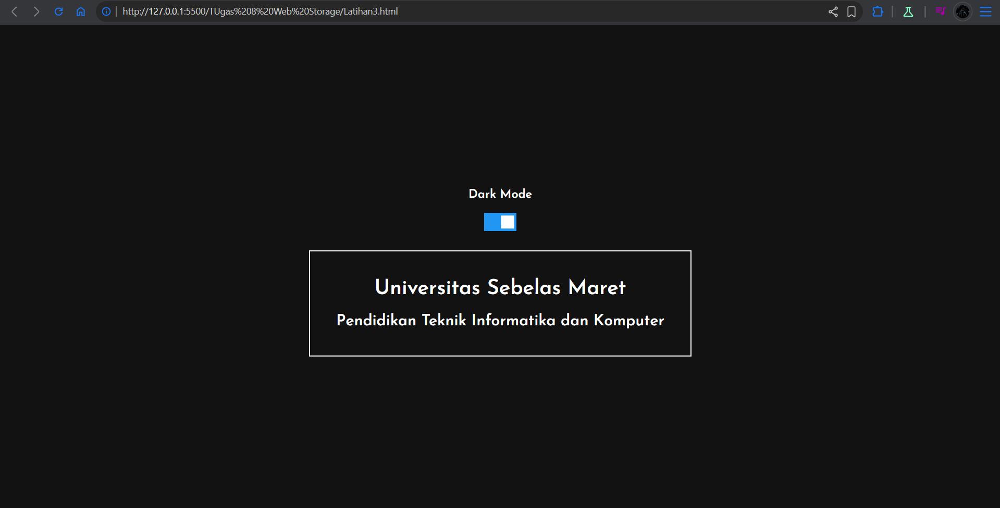 http://127.0.0.1:5500/TUgas%208%20Web%20Storage/Latihan3.html
Dark Mode
Universitas Sebelas Maret
Pendidikan Teknik Informatika dan Komputer